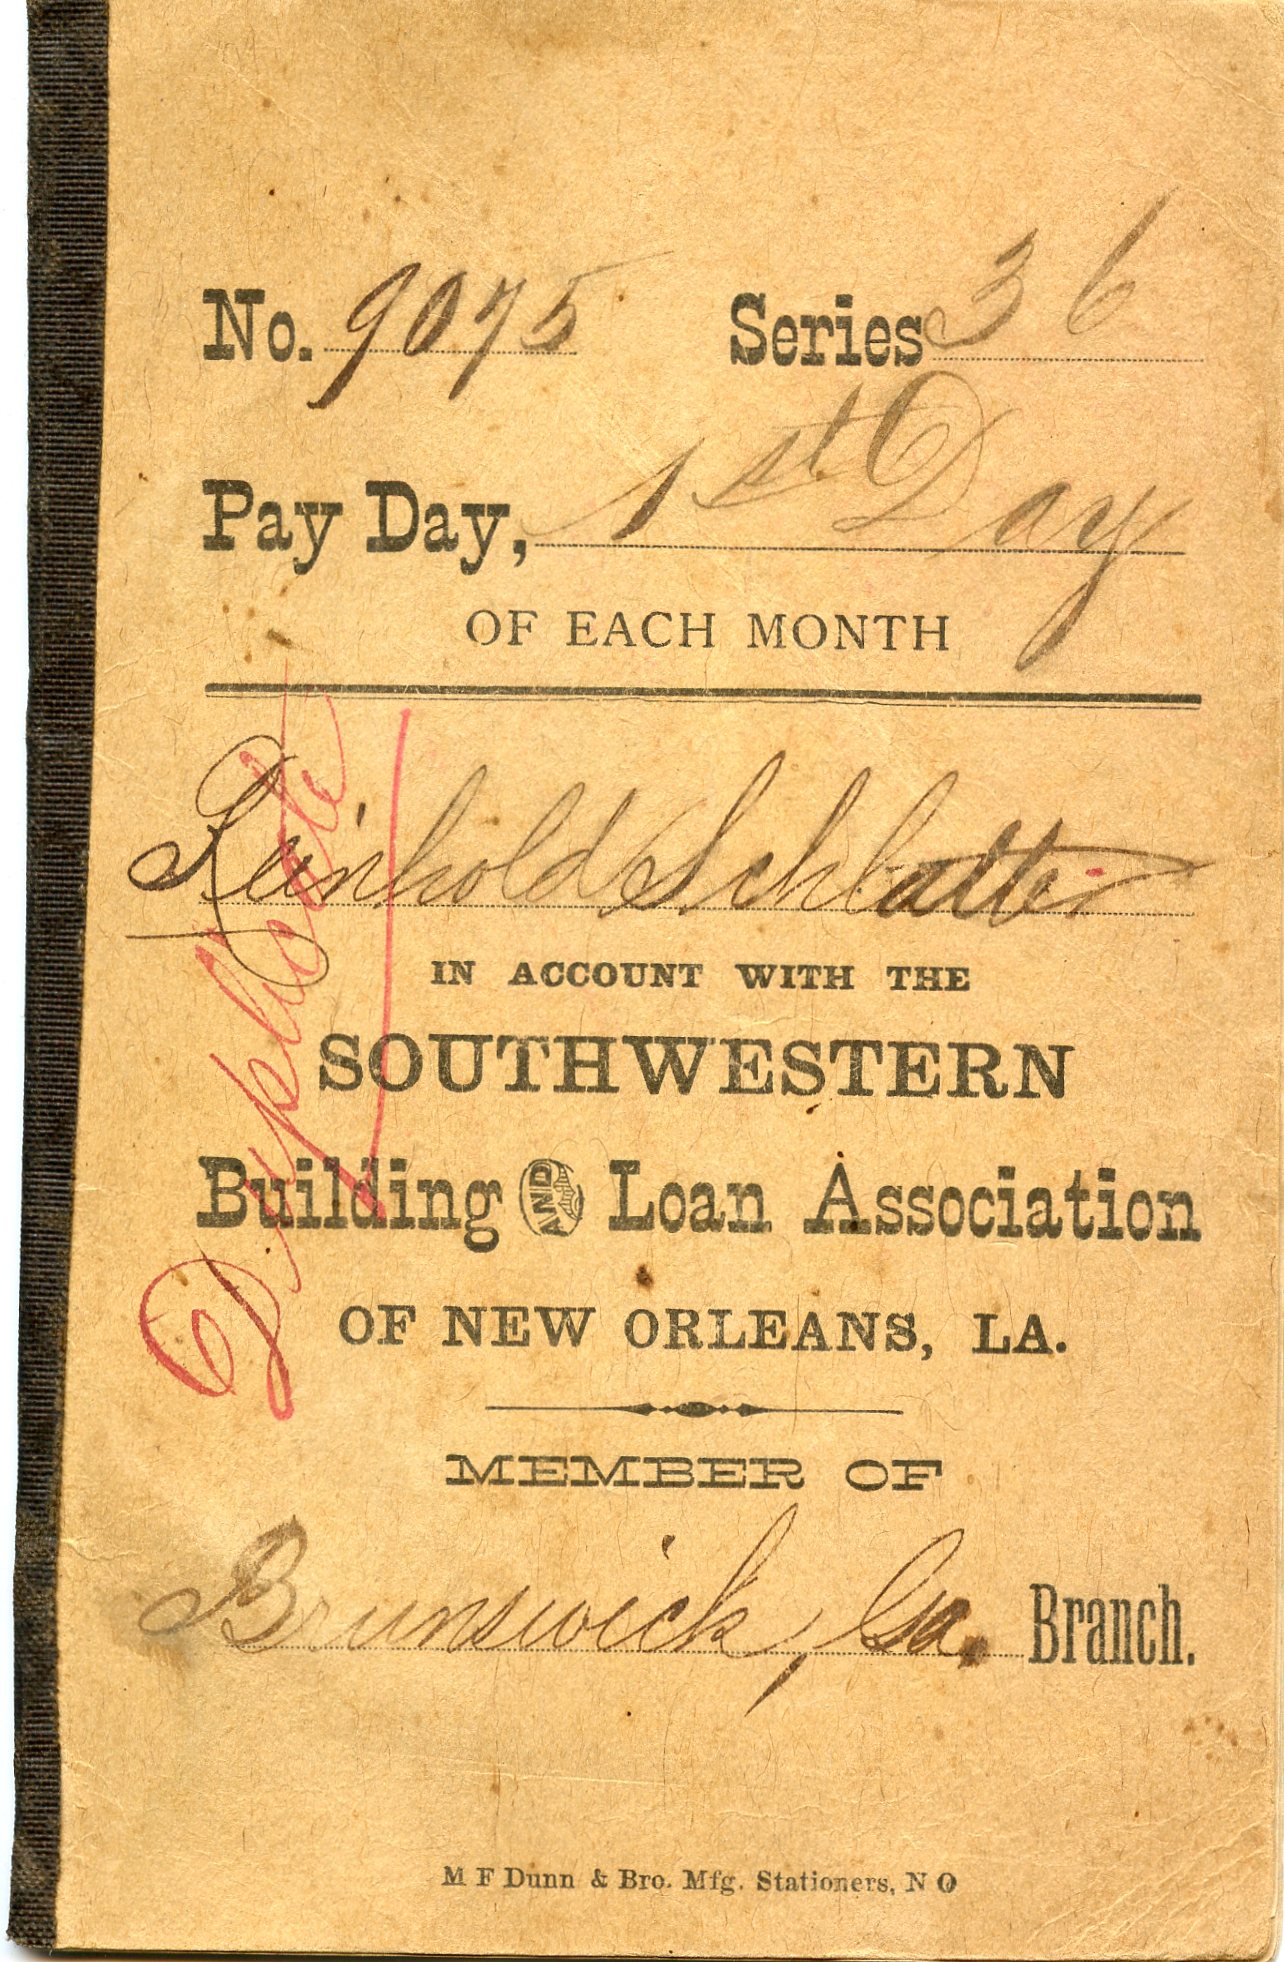 No. 9075 Series 36
Pay Day, 1st Day
OF EACH MONTH
Reinhold Schlatter
IN ACCOUNT WITH THE
SOUTHWESTERN
Building AND Loan Association
OF NEW ORLEANS, LA.
MEMBER OF
Brunswick, Ga. Branch.
M F Dunn & Bro. Mfg. Stationers, N O
Duplicate